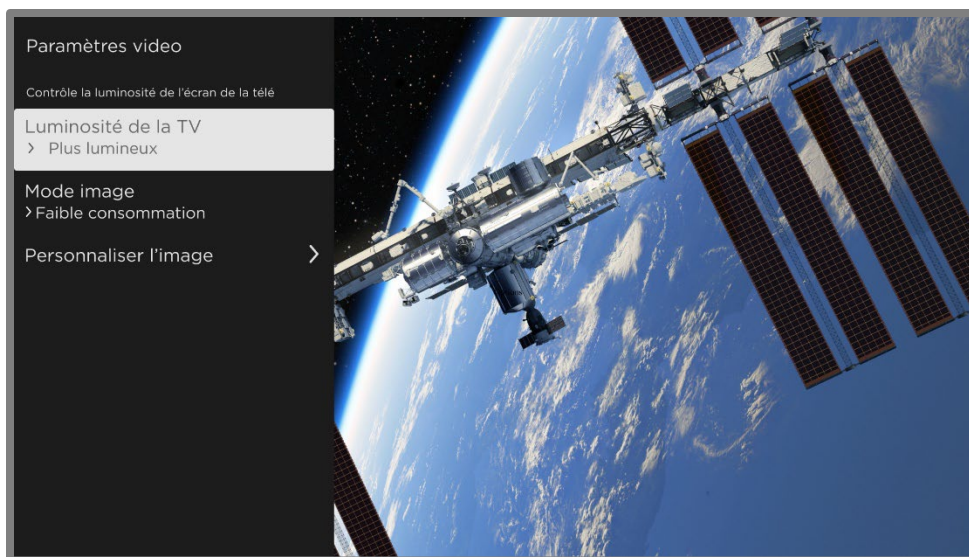 Paramètres video
Contrôle la luminosité de l'écran de la télé
Luminosité de la TV
> Plus lumineux
Mode image
> Faible consommation
Personnaliser l'image >